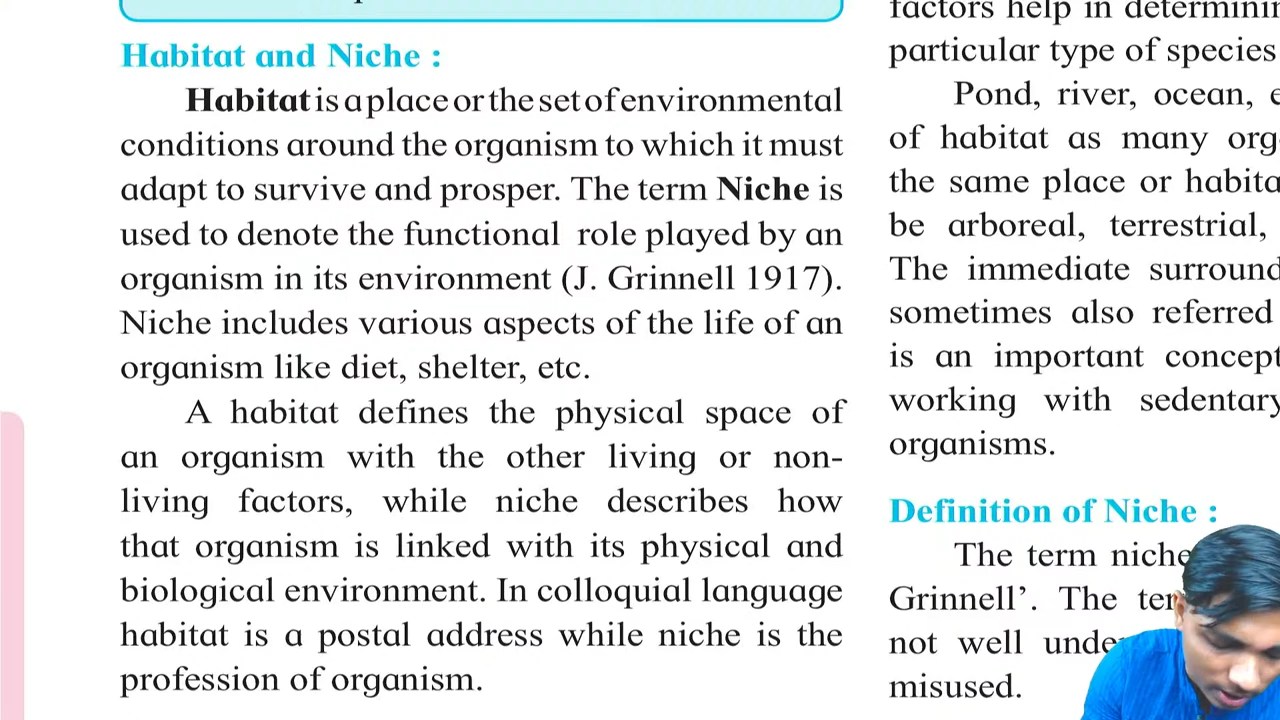 Habitat and Niche :
Habitat is a place or the set of environmental
conditions around the organism to which it must
adapt to survive and prosper. The term Niche is
used to denote the functional role played by an
organism in its environment (J. Grinnell 1917).
Niche includes various aspects of the life of an
organism like diet, shelter, etc.
A habitat defines the physical space of
an organism with the other living or non-
living factors, while niche describes how
that organism is linked with its physical and
biological environment. In colloquial language
habitat is a postal address while niche is the
profession of organism.
factors help in
particular type of species
Pond, river, ocean,
of habitat as many
the same place or
be arboreal, terrestrial,
The immediate
sometimes also referred
is an important concept
working with sedentary
organisms.
Definition of Niche :
The term niche
Grinnell’. The
not well
misused.